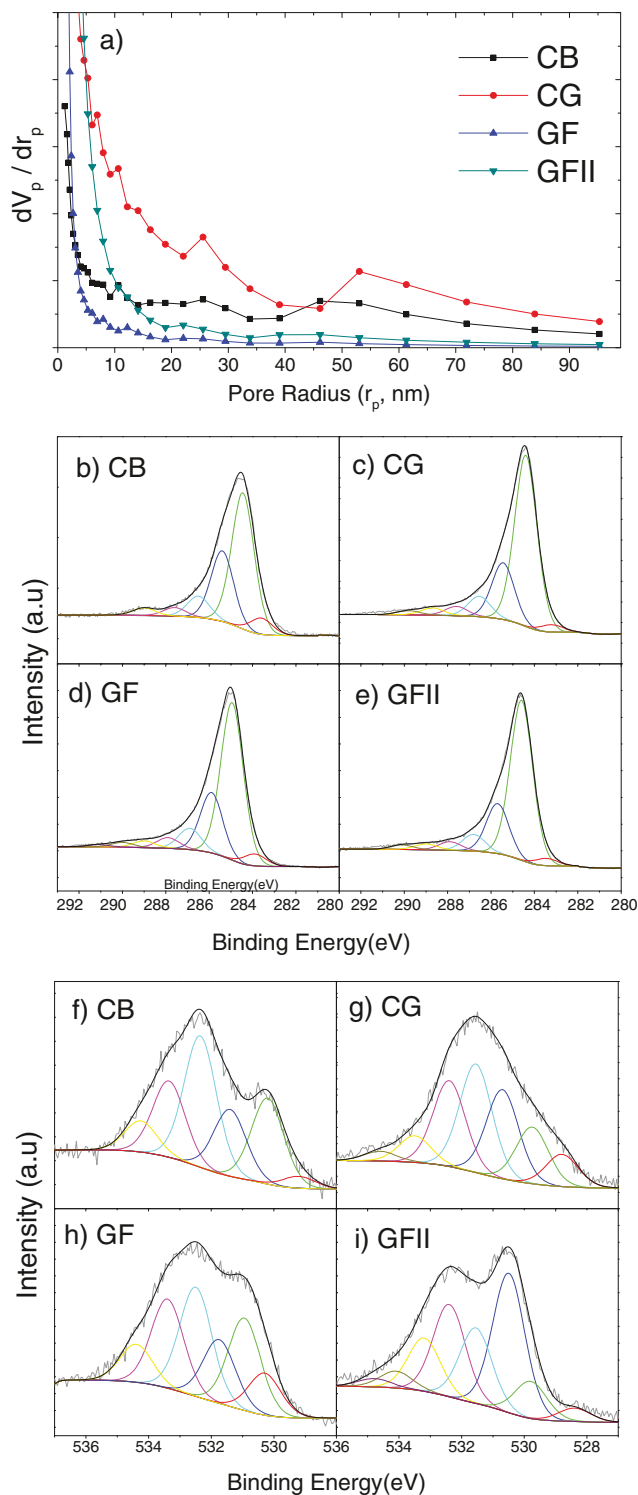 a)
CB
CG
GF
GFII
dV_p / dr_p
0 10 20 30 40 50 60 70 80 90
Pore Radius (r_p, nm)
b) CB
c) CG
d) GF
e) GFII
Intensity (a.u)
Binding Energy(eV)
292 290 288 286 284 282 280 292 290 288 286 284 282 280
Binding Energy(eV)
f) CB
g) CG
h) GF
i) GFII
Intensity (a.u)
536 534 532 530 536 534 532 530 528
Binding Energy(eV)